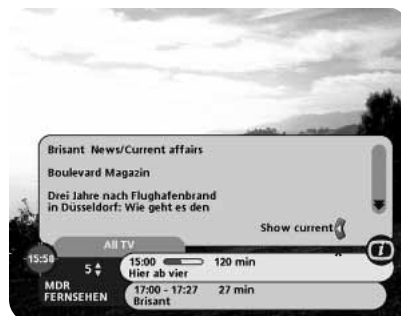 Brisant News/Current affairs
Boulevard Magazin
Drei Jahre nach Flughafenbrand
in Düsseldorf: Wie geht es den
Show current
All TV
15:58
5
15:00 120 min
Hier ab vier
MDR
FERNSEHEN
17:00 - 17:27 27 min
Brisant
i